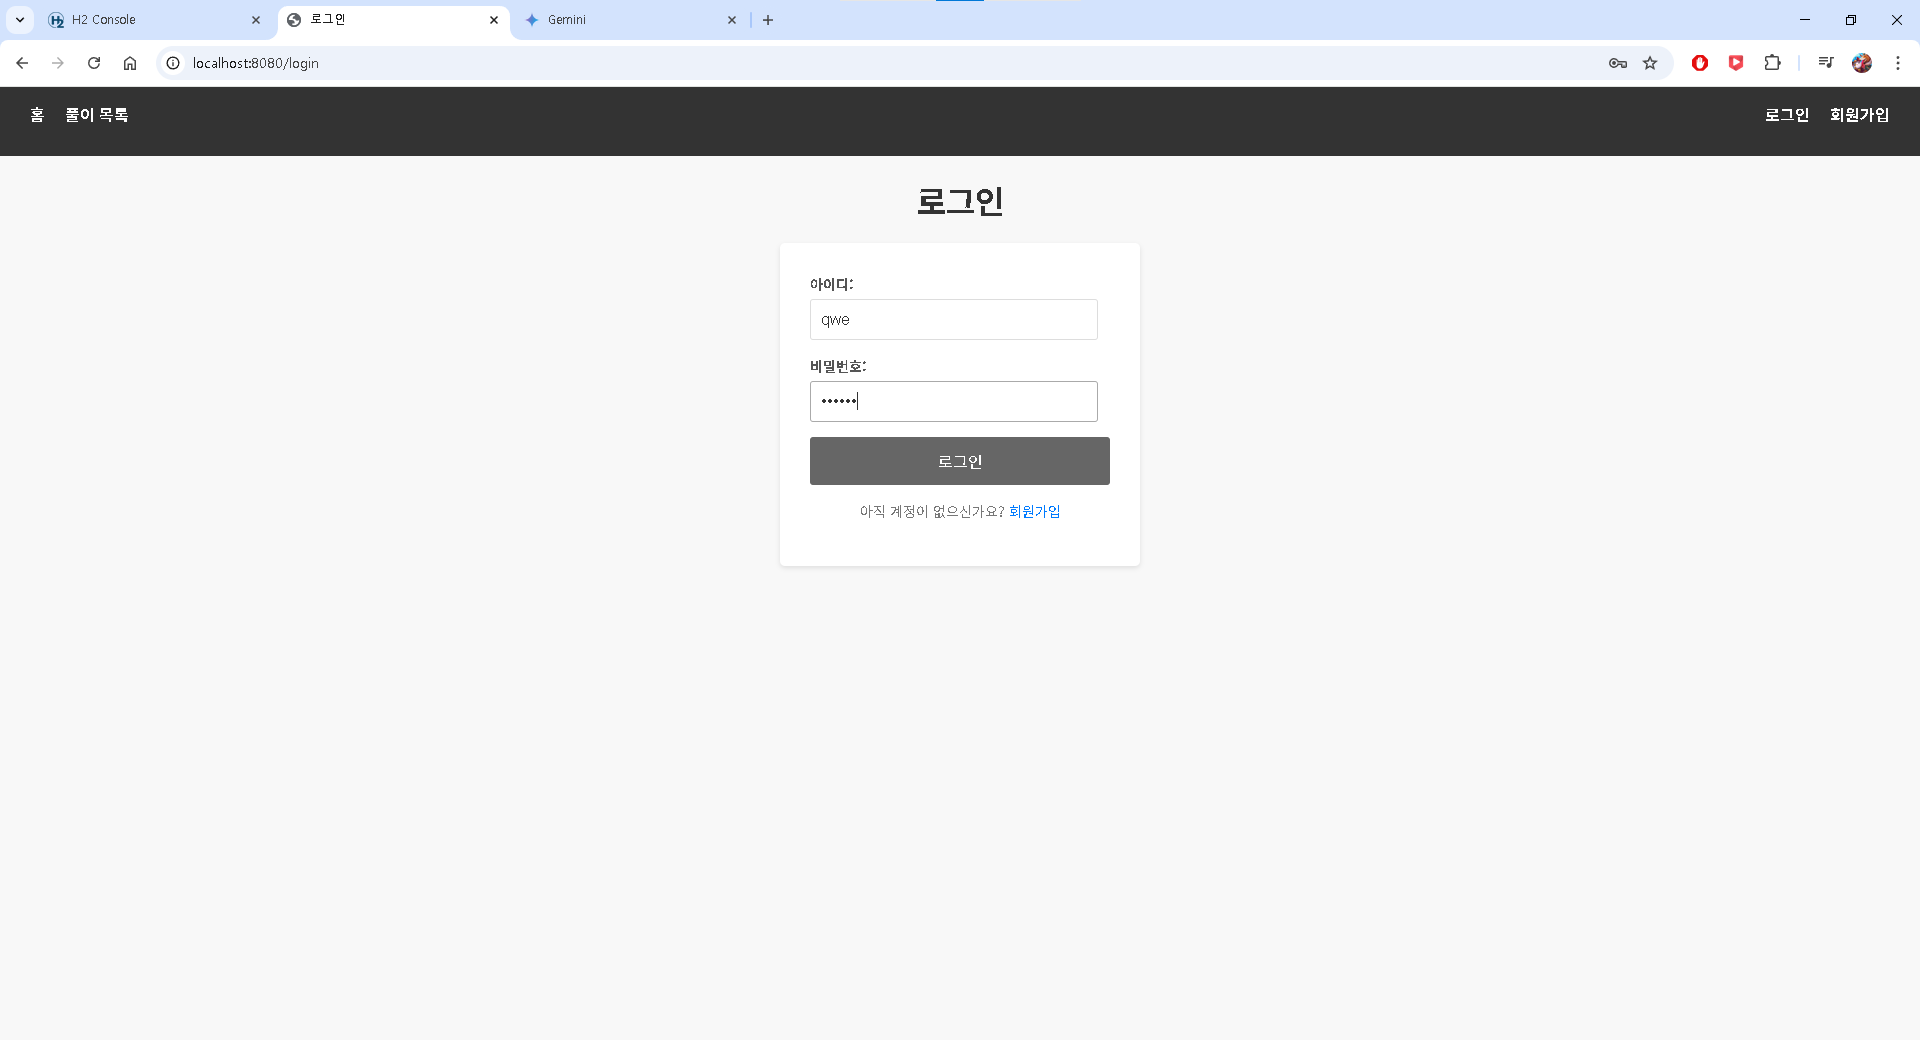 H2 Console
로그인
Gemini
localhost:8080/login
홈 풀이 목록 로그인 회원가입
로그인
아이디:
qwe
비밀번호:
••••••
로그인
아직 계정이 없으신가요? 회원가입